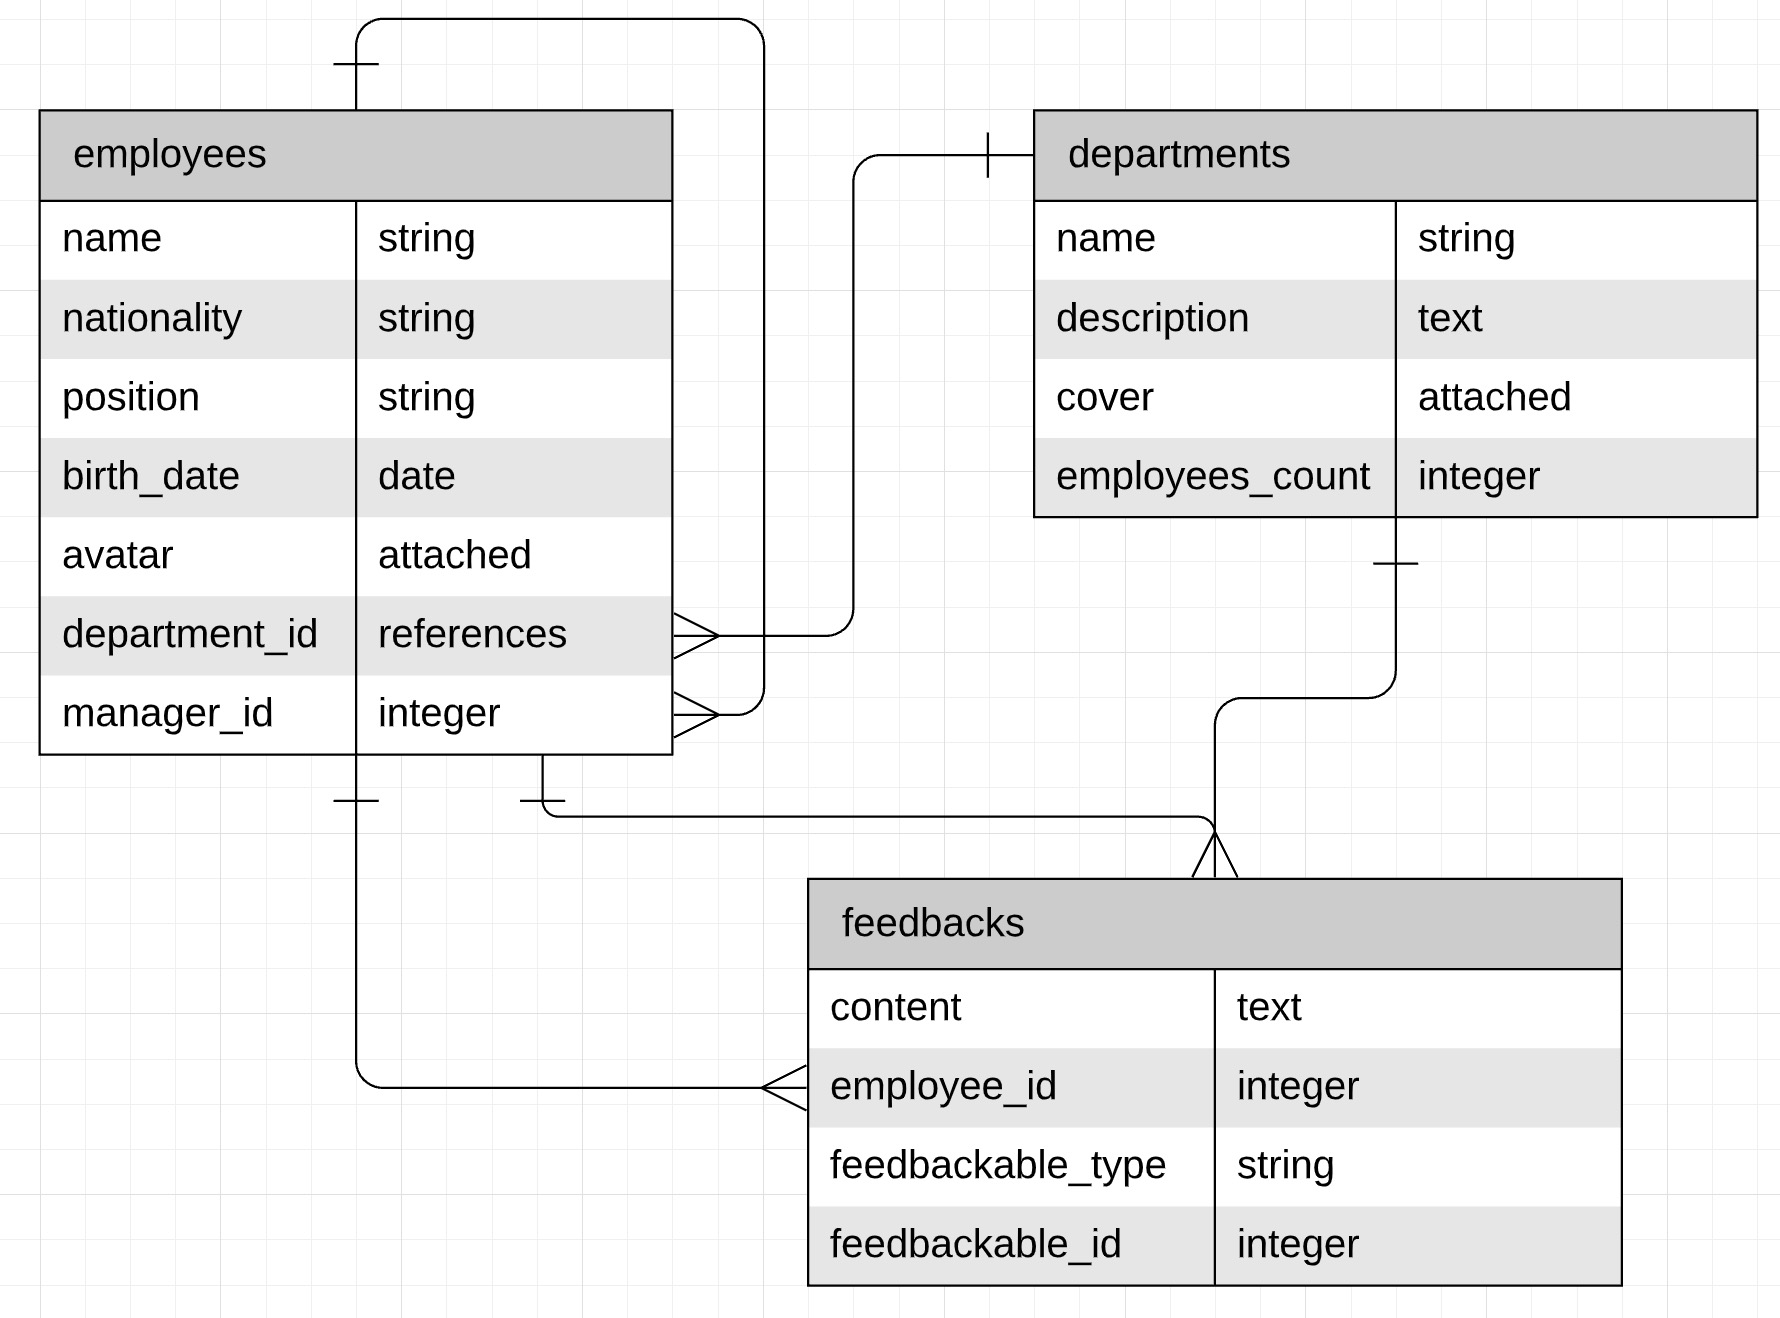 employees
name string
nationality string
position string
birth_date date
avatar attached
department_id references
manager_id integer
departments
name string
description text
cover attached
employees_count integer
feedbacks
content text
employee_id integer
feedbackable_type string
feedbackable_id integer